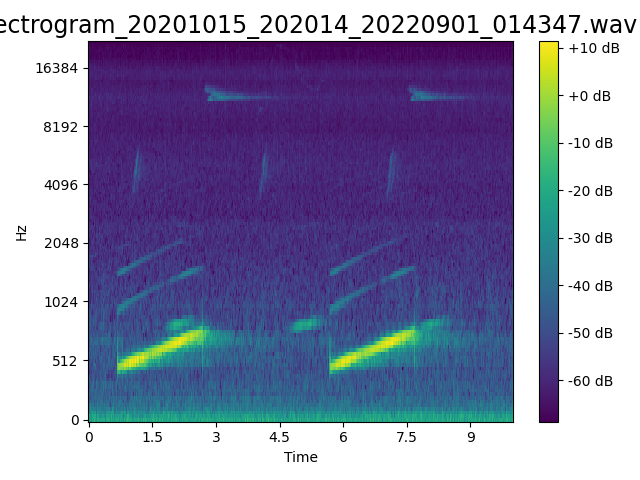 ectrogram_20201015_202014_20220901_014347.wav
16384
8192
4096
2048
1024
512
0
Hz
0 1.5 3 4.5 6 7.5 9
Time
+10 dB
+0 dB
-10 dB
-20 dB
-30 dB
-40 dB
-50 dB
-60 dB